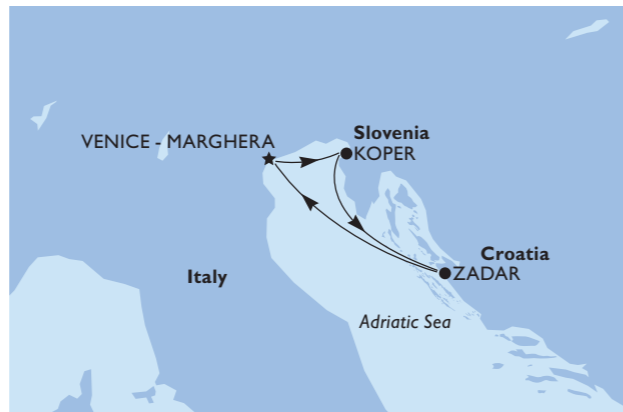 Slovenia
VENICE - MARGHERA
KOPER
Croatia
ZADAR
Italy
Adriatic Sea